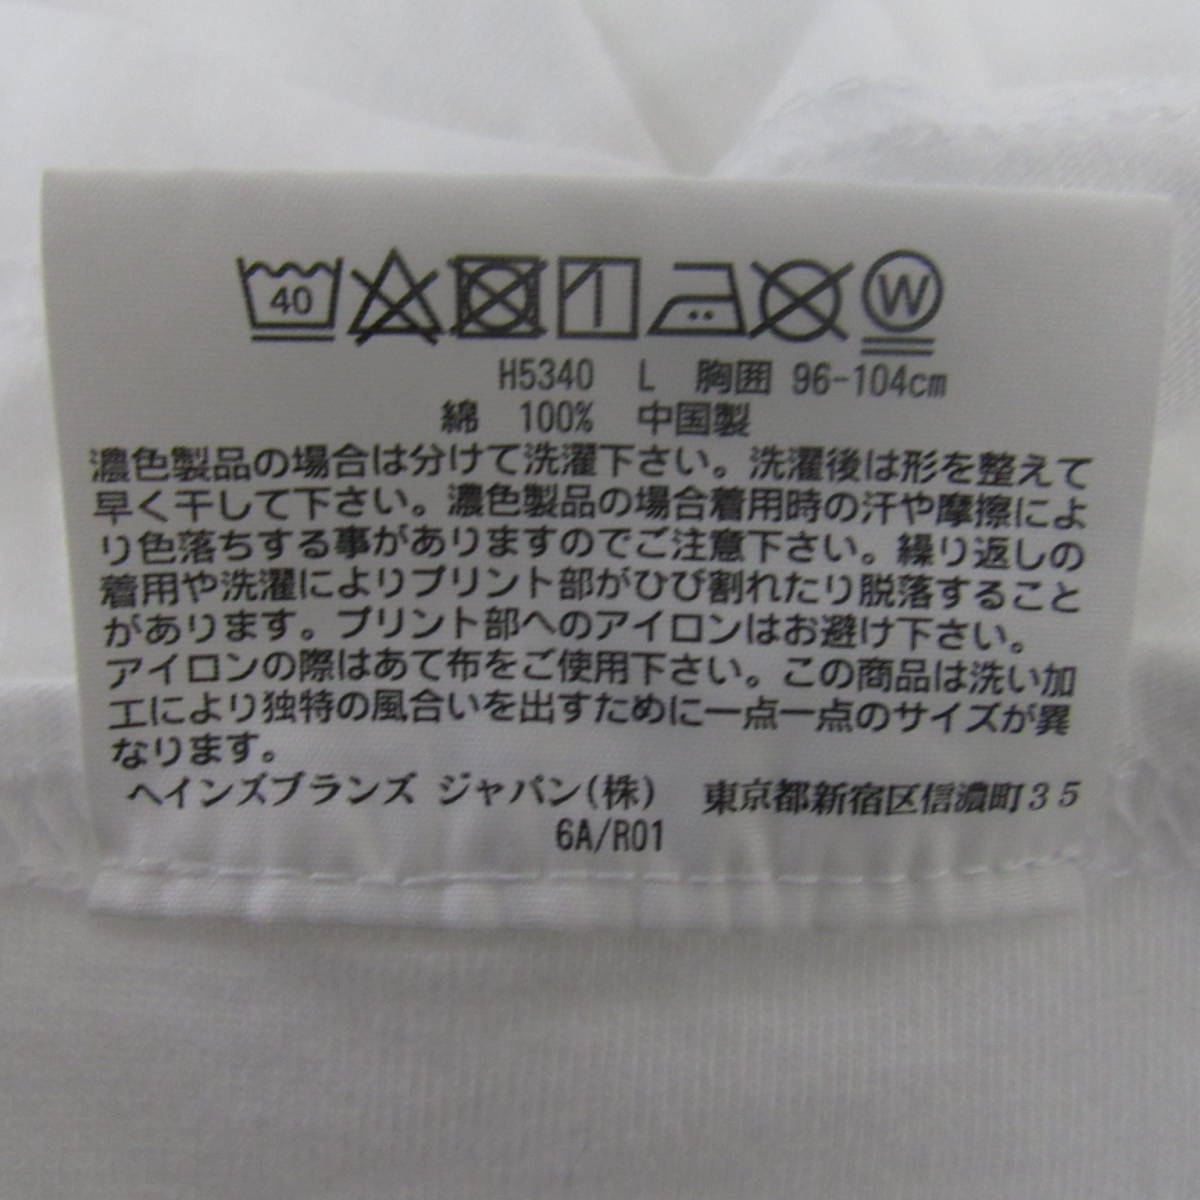 40 W
H5340 L 胸囲 96-104cm
綿 100% 中国製
濃色製品の場合は分けて洗濯下さい。洗濯後は形を整えて
早く干して下さい。濃色製品の場合着用時の汗や摩擦によ
り色落ちする事がありますのでご注意下さい。繰り返しの
着用や洗濯によりプリント部がひび割れたり脱落すること
があります。プリント部へのアイロンはお避け下さい。
アイロンの際はあて布をご使用下さい。この商品は洗い加
工により独特の風合いを出すために一点一点のサイズが異
なります。
ヘインズブランズ ジャパン(株) 東京都新宿区信濃町35
6A/R01